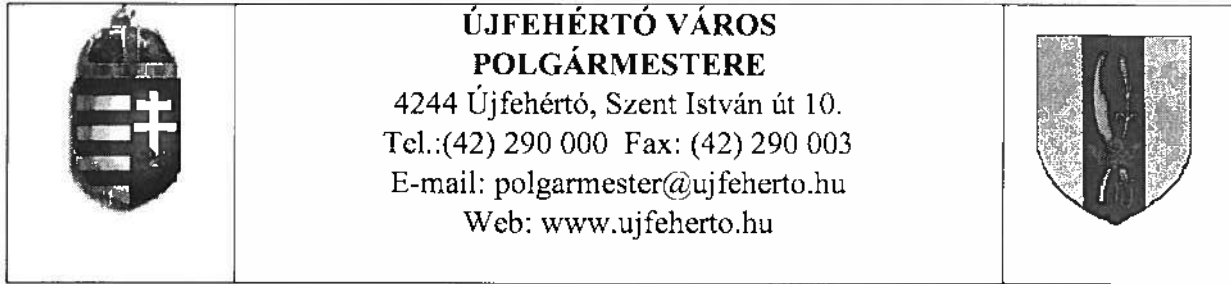 ÚJFEHÉRTÓ VÁROS
POLGÁRMESTERE
4244 Újfehértó, Szent István út 10.
Tel.:(42) 290 000 Fax: (42) 290 003
E-mail: polgarmester@ujfeherto.hu
Web: www.ujfeherto.hu